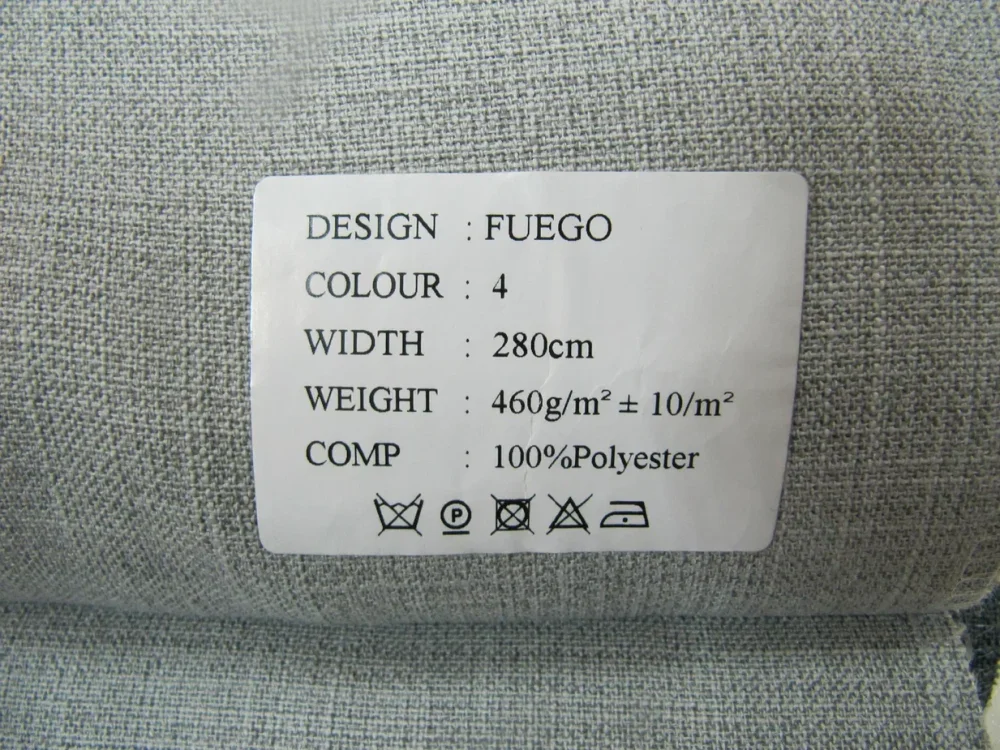 DESIGN : FUEGO
COLOUR : 4
WIDTH : 280cm
WEIGHT : 460g/m² ± 10/m²
COMP : 100%Polyester
P